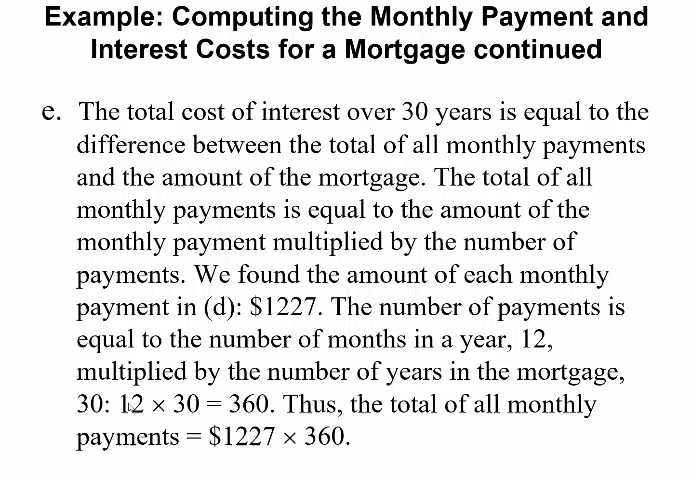 Example: Computing the Monthly Payment and
Interest Costs for a Mortgage continued
e. The total cost of interest over 30 years is equal to the
difference between the total of all monthly payments
and the amount of the mortgage. The total of all
monthly payments is equal to the amount of the
monthly payment multiplied by the number of
payments. We found the amount of each monthly
payment in (d): $1227. The number of payments is
equal to the number of months in a year, 12,
multiplied by the number of years in the mortgage,
30: 12 × 30 = 360. Thus, the total of all monthly
payments = $1227 × 360.